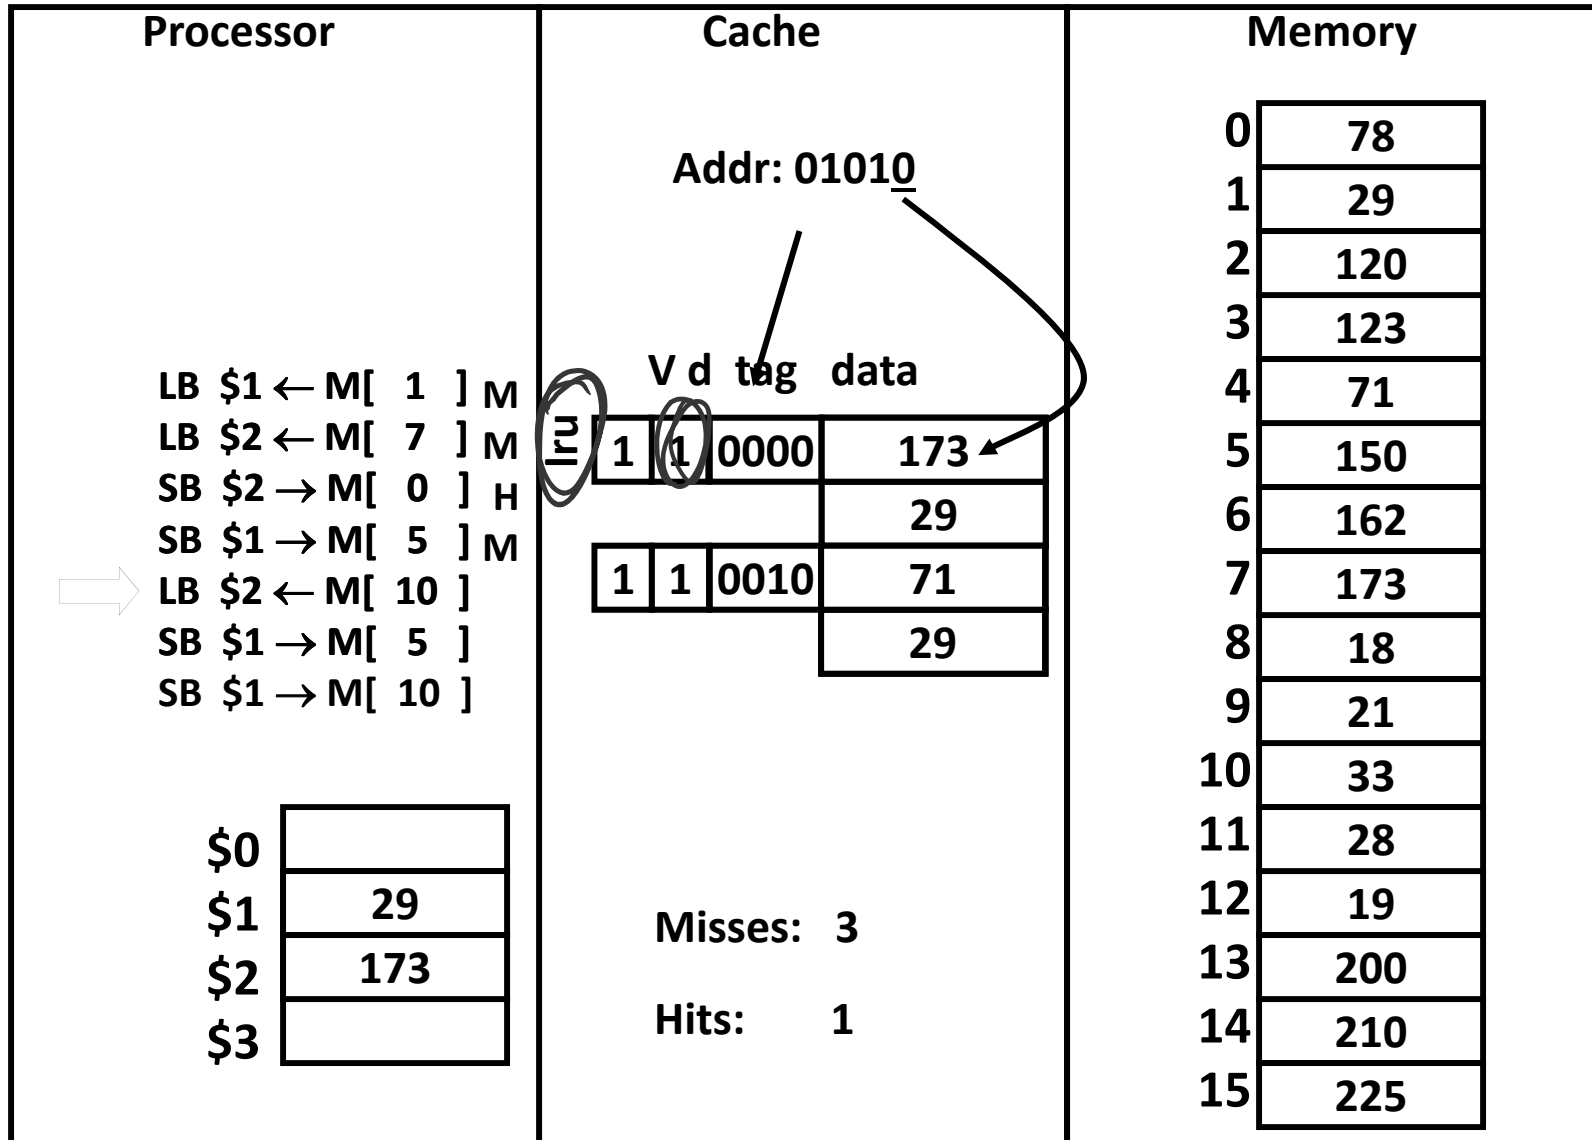 Processor
LB $1 ← M[ 1 ] M
LB $2 ← M[ 7 ] M
SB $2 → M[ 0 ] H
SB $1 → M[ 5 ] M
LB $2 ← M[ 10 ]
SB $1 → M[ 5 ]
SB $1 → M[ 10 ]
$0
$1 29
$2 173
$3
Cache
Addr: 01010
V d tag data
lru 1 1 0000 173
29
1 1 0010 71
29
Misses: 3
Hits: 1
Memory
0 78
1 29
2 120
3 123
4 71
5 150
6 162
7 173
8 18
9 21
10 33
11 28
12 19
13 200
14 210
15 225